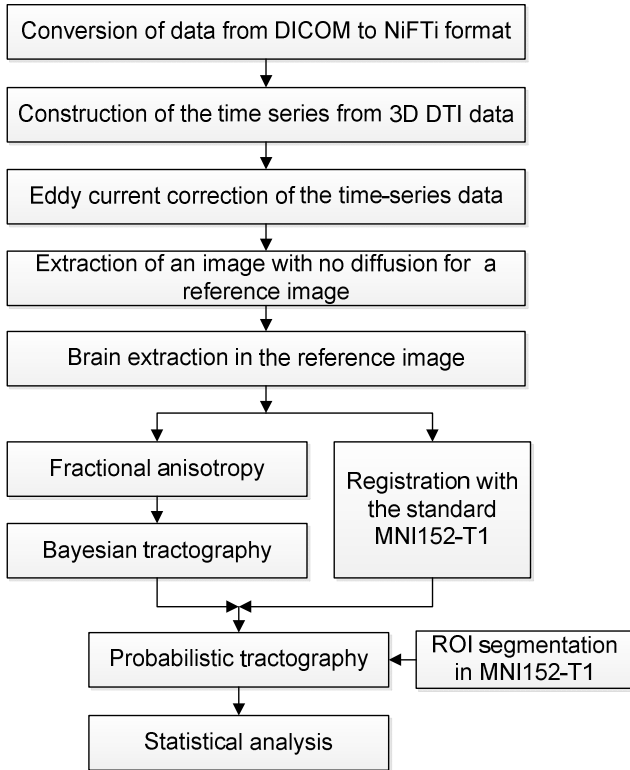 Conversion of data from DICOM to NiFTi format
Construction of the time series from 3D DTI data
Eddy current correction of the time-series data
Extraction of an image with no diffusion for a
reference image
Brain extraction in the reference image
Fractional anisotropy
Bayesian tractography
Registration with
the standard
MNI152-T1
Probabilistic tractography
ROI segmentation
in MNI152-T1
Statistical analysis